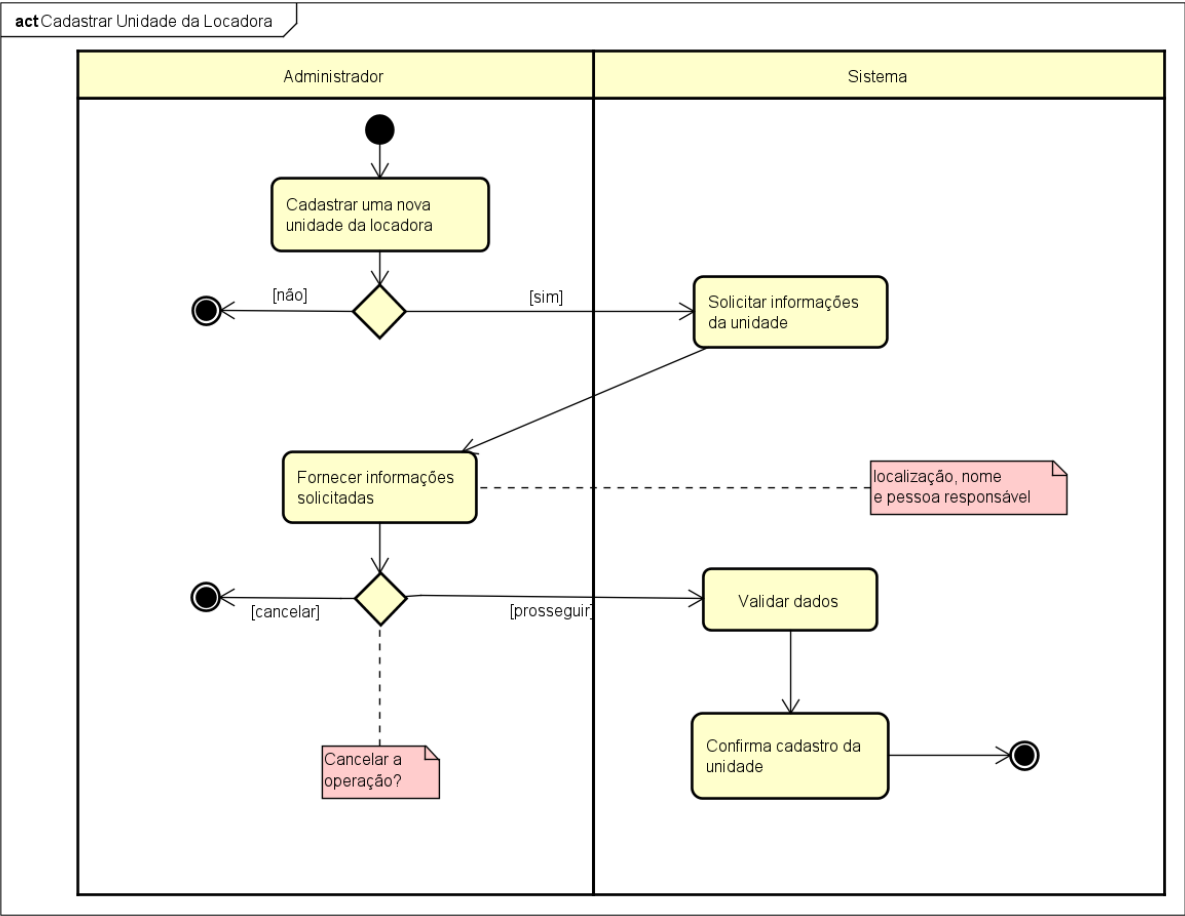 act Cadastrar Unidade da Locadora
Administrador
Sistema
Cadastrar uma nova
unidade da locadora
[não]
[sim]
Solicitar informações
da unidade
Fornecer informações
solicitadas
localização, nome
e pessoa responsável
[cancelar]
[prosseguir]
Validar dados
Cancelar a
operação?
Confirma cadastro da
unidade